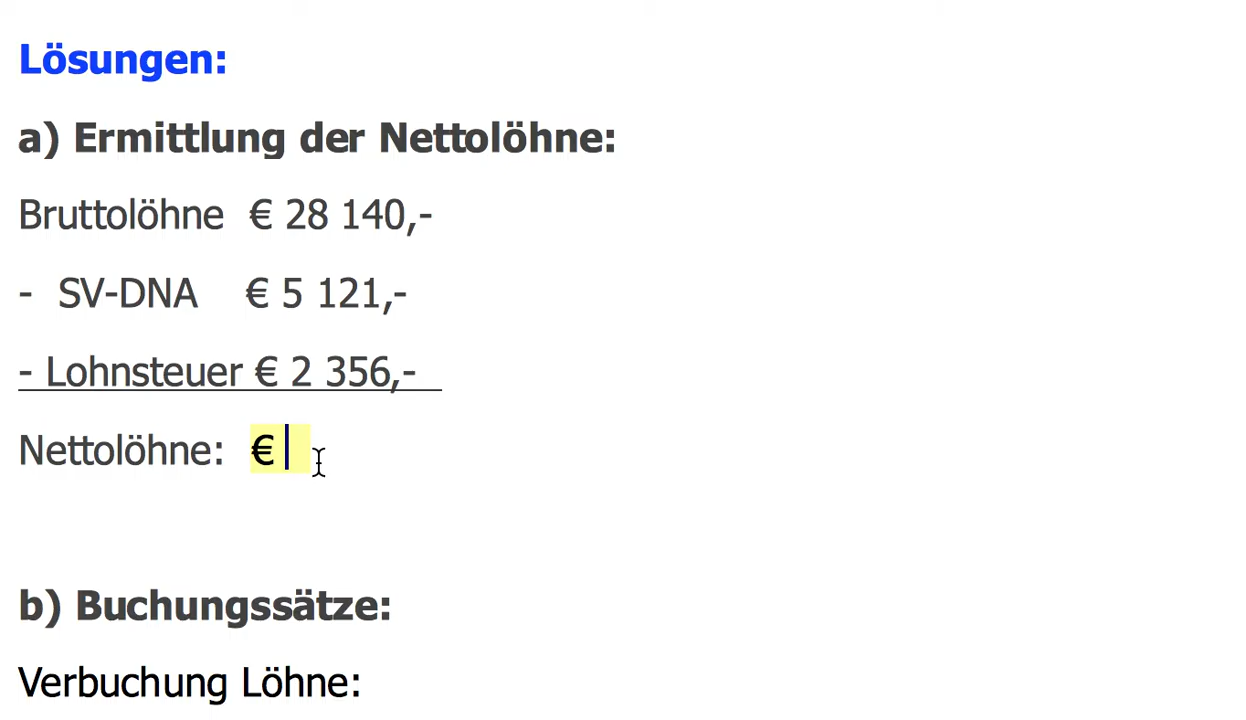 Lösungen:
a) Ermittlung der Nettolöhne:
Bruttolöhne € 28 140,-
- SV-DNA € 5 121,-
- Lohnsteuer € 2 356,-
Nettolöhne: €
b) Buchungssätze:
Verbuchung Löhne: